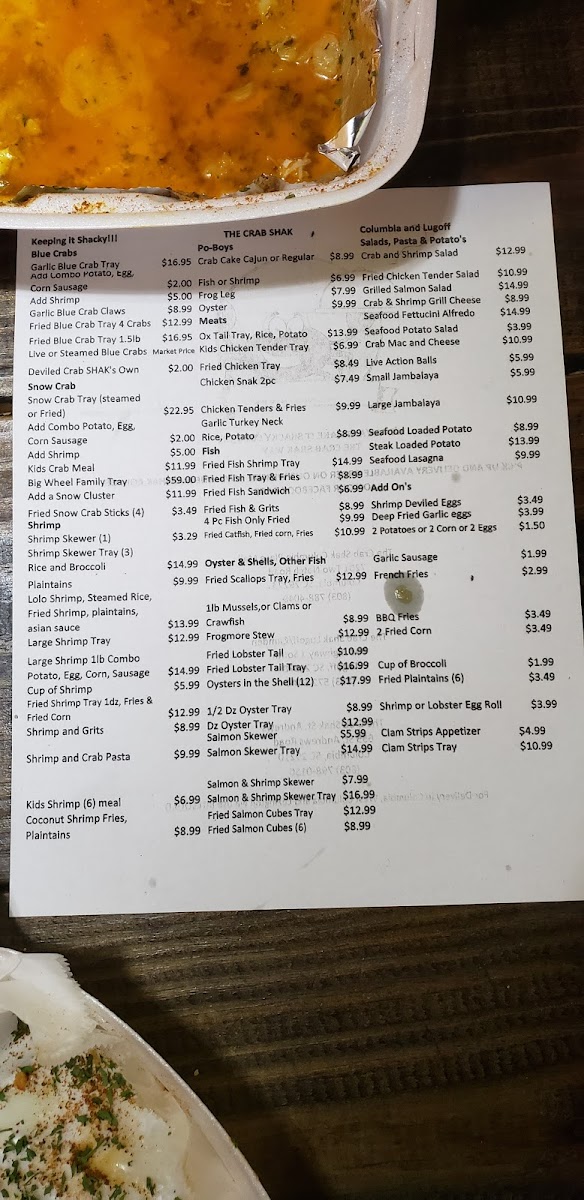 Keeping It Shacky!!!
Blue Crabs
Garlic Blue Crab Tray $16.95
Add Lombo Potato, Egg,
Corn Sausage $2.00
Add Shrimp $5.00
Garlic Blue Crab Claws $8.99
Fried Blue Crab Tray 4 Crabs $12.99
Fried Blue Crab Tray 1.5lb $16.95
Live or Steamed Blue Crabs Market Price
Deviled Crab SHAK's Own $2.00
Snow Crab
Snow Crab Tray (steamed
or Fried) $22.95
Add Combo Potato, Egg,
Corn Sausage $2.00
Add Shrimp $5.00
Kids Crab Meal $11.99
Big Wheel Family Tray $59.00
Add a Snow Cluster $11.99
Fried Snow Crab Sticks (4) $3.49
Shrimp
Shrimp Skewer (1) $3.29
Shrimp Skewer Tray (3)
Rice and Broccoli $14.99
Plaintains $9.99
Lolo Shrimp, Steamed Rice,
Fried Shrimp, plaintains,
asian sauce $13.99
Large Shrimp Tray $12.99
Large Shrimp 1lb Combo
Potato, Egg, Corn, Sausage $14.99
Cup of Shrimp $5.99
Fried Shrimp Tray 1dz, Fries &
Fried Corn $12.99
Shrimp and Grits $8.99
Shrimp and Crab Pasta $9.99
Kids Shrimp (6) meal $6.99
Coconut Shrimp Fries,
Plaintains $8.99
THE CRAB SHAK
Po-Boys
Crab Cake Cajun or Regular $8.99
Fish or Shrimp $6.99
Frog Leg $7.99
Oyster $9.99
Meats
Ox Tail Tray, Rice, Potato $13.99
Kids Chicken Tender Tray $6.99
Fried Chicken Tray $8.49
Chicken Snak 2pc $7.49
Chicken Tenders & Fries $9.99
Garlic Turkey Neck
Rice, Potato $8.99
Fish
Fried Fish Shrimp Tray $14.99
Fried Fish Tray & Fries $8.99
Fried Fish Sandwich $6.99
Fried Fish & Grits $8.99
4 Pc Fish Only Fried $9.99
Fried Catfish, Fried corn, Fries $10.99
Oyster & Shells, Other Fish
Fried Scallops Tray, Fries $12.99
1lb Mussels,or Clams or
Crawfish $8.99
Frogmore Stew $12.99
Fried Lobster Tail $10.99
Fried Lobster Tail Tray $16.99
Oysters in the Shell (12) $17.99
1/2 Dz Oyster Tray $8.99
Dz Oyster Tray $12.99
Salmon Skewer $5.99
Salmon Skewer Tray $14.99
Salmon & Shrimp Skewer $7.99
Salmon & Shrimp Skewer Tray $16.99
Fried Salmon Cubes Tray $12.99
Fried Salmon Cubes (6) $8.99
Columbia and Lugoff
Salads, Pasta & Potato's
Crab and Shrimp Salad $12.99
Fried Chicken Tender Salad $10.99
Grilled Salmon Salad $14.99
Crab & Shrimp Grill Cheese $8.99
Seafood Fettucini Alfredo $14.99
Seafood Potato Salad $3.99
Crab Mac and Cheese $10.99
Live Action Balls $5.99
Small Jambalaya $5.99
Large Jambalaya $10.99
Seafood Loaded Potato $8.99
Steak Loaded Potato $13.99
Seafood Lasagna $9.99
Add On's
Shrimp Deviled Eggs $3.49
Deep Fried Garlic eggs $3.99
2 Potatoes or 2 Corn or 2 Eggs $1.50
Garlic Sausage $1.99
French Fries $2.99
BBQ Fries $3.49
2 Fried Corn $3.49
Cup of Broccoli $1.99
Fried Plaintains (6) $3.49
Shrimp or Lobster Egg Roll $3.99
Clam Strips Appetizer $4.99
Clam Strips Tray $10.99